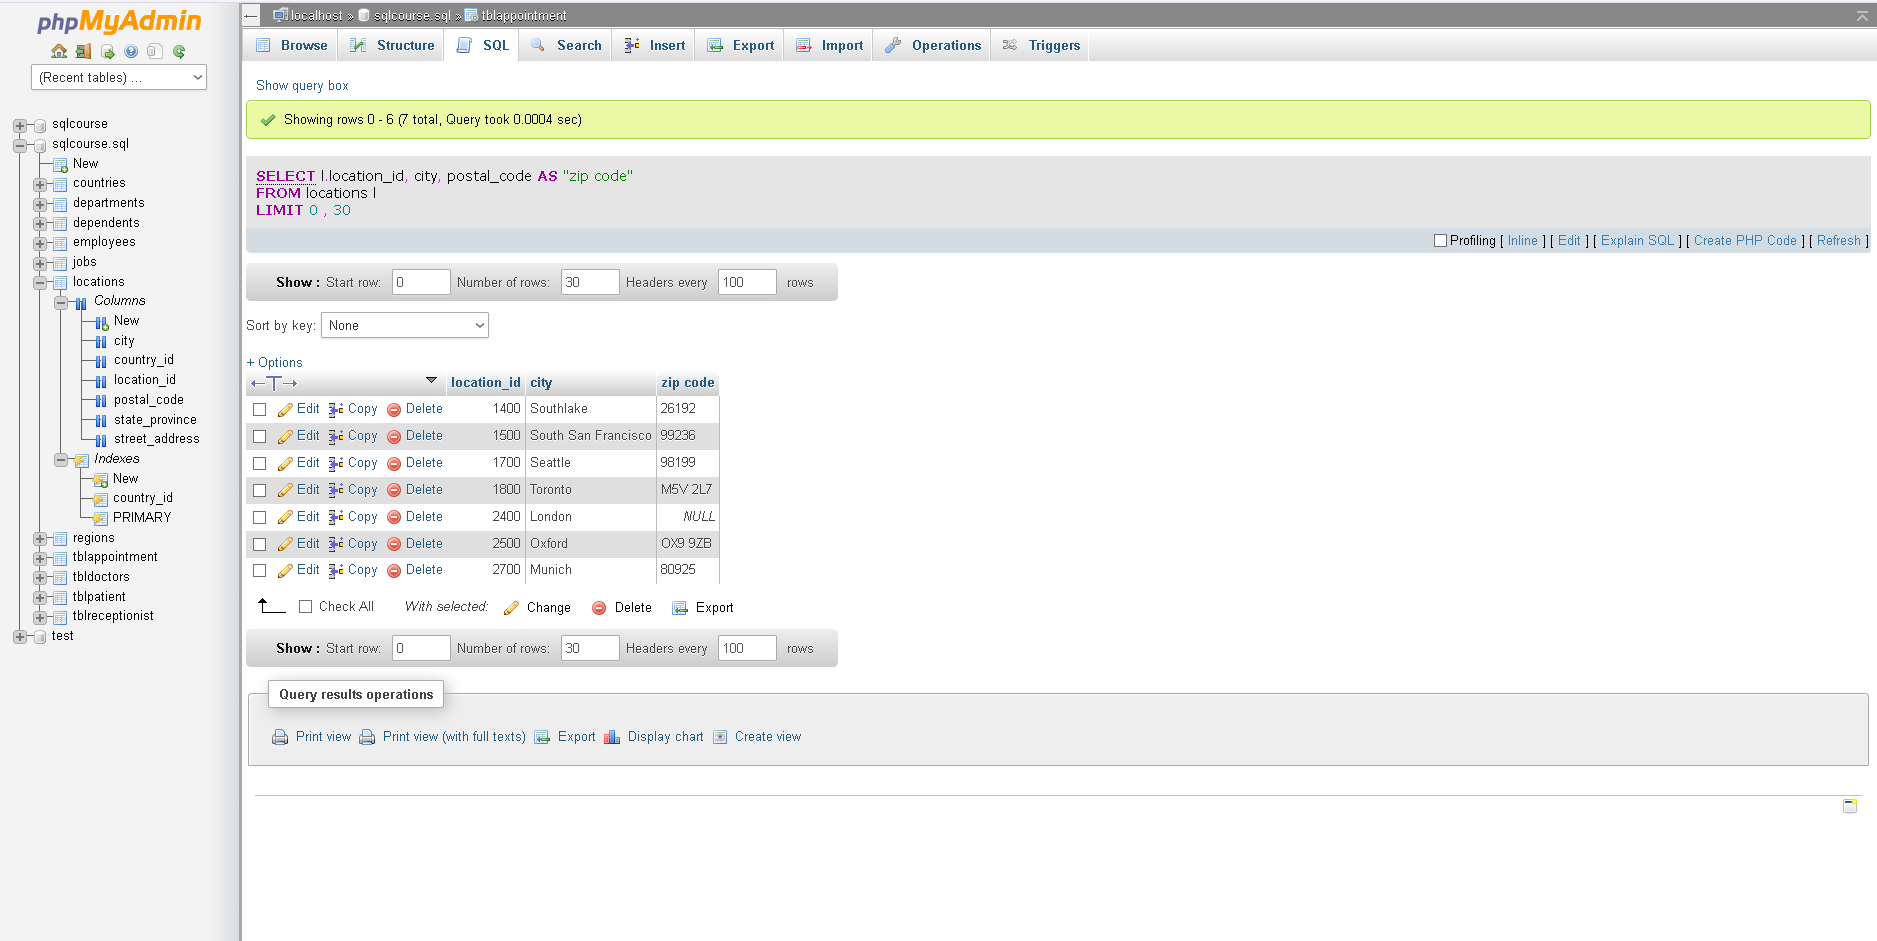 phpMyAdmin
(Recent tables) ...
sqlcourse
sqlcourse.sql
New
countries
departments
dependents
employees
jobs
locations
Columns
New
city
country_id
location_id
postal_code
state_province
street_address
Indexes
New
country_id
PRIMARY
regions
tblappointment
tbldoctors
tblpatient
tblreceptionist
test
localhost » sqlcourse.sql » tblappointment
Browse Structure SQL Search Insert Export Import Operations Triggers
Show query box
Showing rows 0 - 6 (7 total, Query took 0.0004 sec)
SELECT l.location_id, city, postal_code AS "zip code"
FROM locations l
LIMIT 0 , 30
Profiling [ Inline ] [ Edit ] [ Explain SQL ] [ Create PHP Code ] [ Refresh ]
Show : Start row: 0 Number of rows: 30 Headers every 100 rows
Sort by key: None
+ Options
←T→ location_id city zip code
Edit Copy Delete 1400 Southlake 26192
Edit Copy Delete 1500 South San Francisco 99236
Edit Copy Delete 1700 Seattle 98199
Edit Copy Delete 1800 Toronto M5V 2L7
Edit Copy Delete 2400 London NULL
Edit Copy Delete 2500 Oxford OX9 9ZB
Edit Copy Delete 2700 Munich 80925
Check All With selected: Change Delete Export
Show : Start row: 0 Number of rows: 30 Headers every 100 rows
Query results operations
Print view Print view (with full texts) Export Display chart Create view